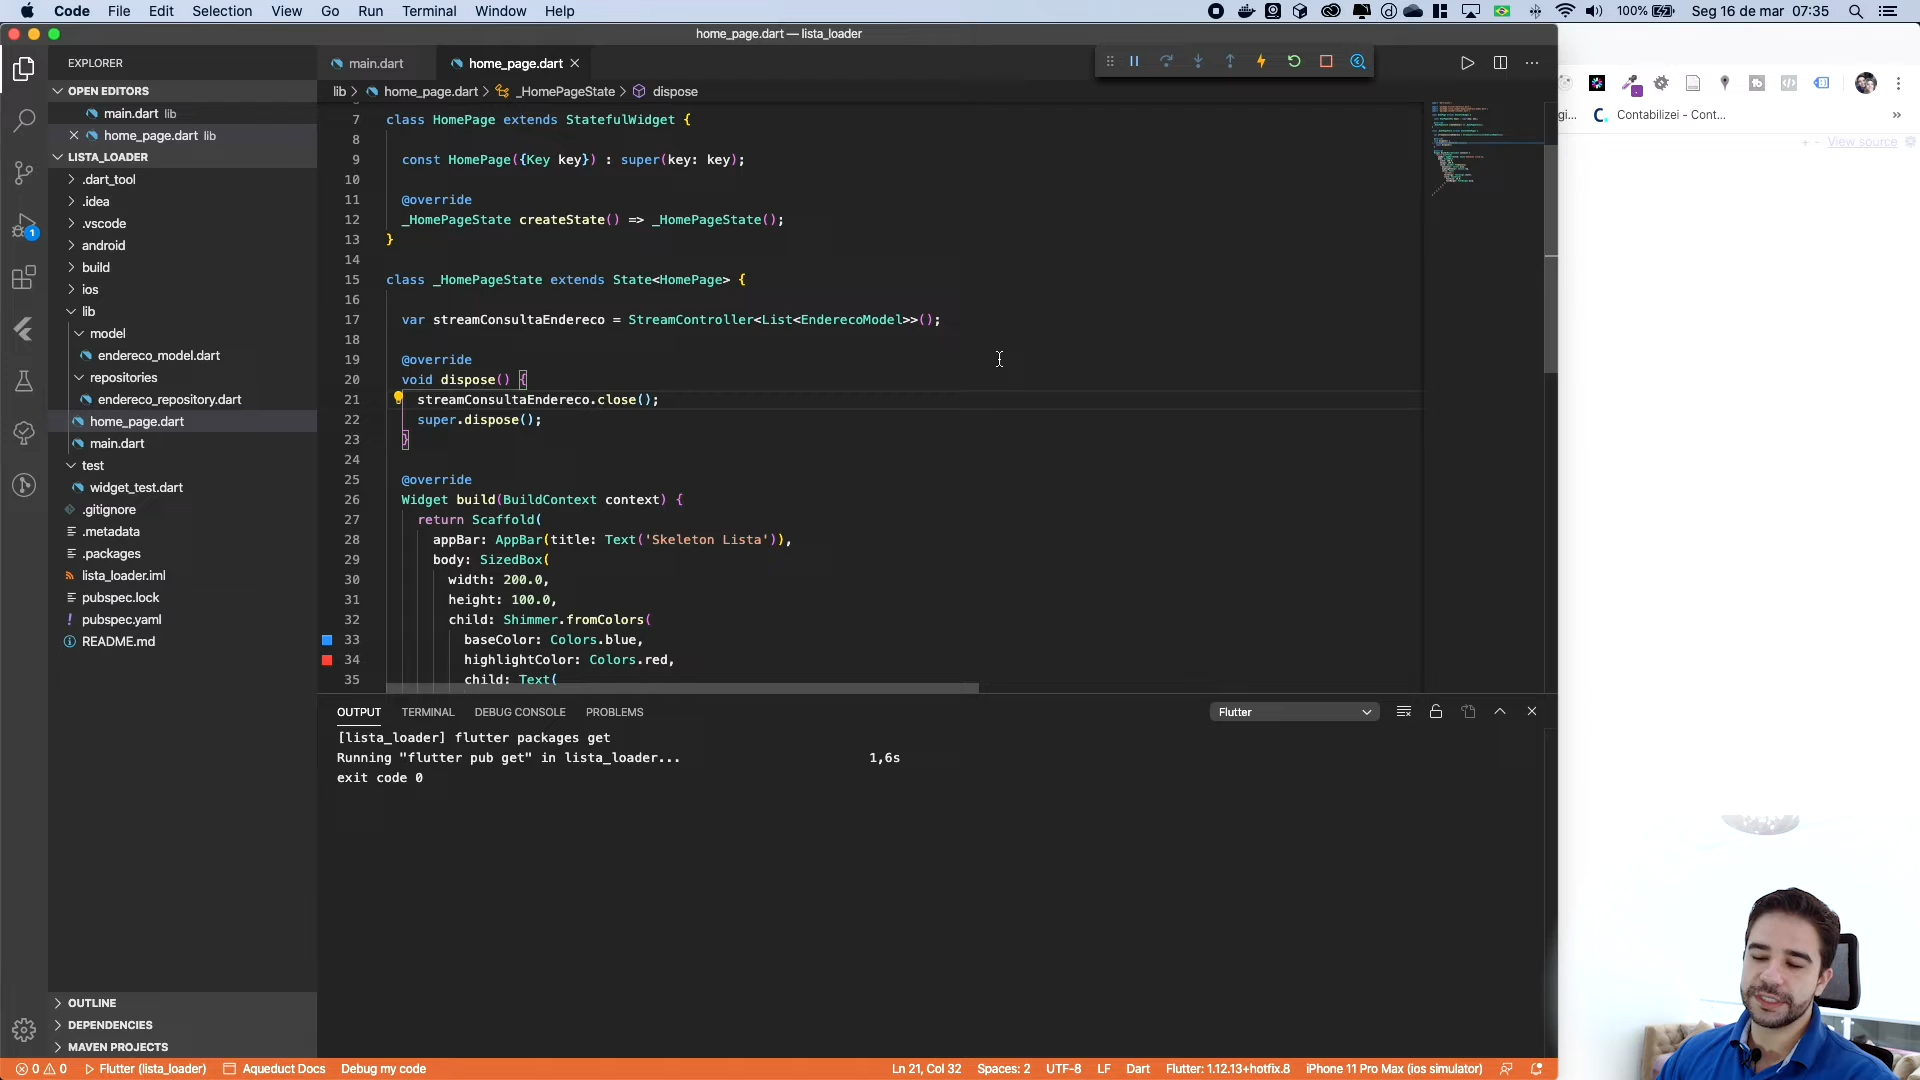 Code File Edit Selection View Go Run Terminal Window Help
100% Seg 16 de mar 07:35
home_page.dart — lista_loader
EXPLORER
OPEN EDITORS
main.dart lib
home_page.dart lib
LISTA_LOADER
.dart_tool
.idea
.vscode
android
build
ios
lib
model
endereco_model.dart
repositories
endereco_repository.dart
home_page.dart
main.dart
test
widget_test.dart
.gitignore
.metadata
.packages
lista_loader.iml
pubspec.lock
pubspec.yaml
README.md
OUTLINE
DEPENDENCIES
MAVEN PROJECTS
1
main.dart
home_page.dart
lib > home_page.dart > _HomePageState > dispose
7 class HomePage extends StatefulWidget {
8
9 const HomePage({Key key}) : super(key: key);
10
11 @override
12 _HomePageState createState() => _HomePageState();
13 }
14
15 class _HomePageState extends State<HomePage> {
16
17 var streamConsultaEndereco = StreamController<List<EnderecoModel>>();
18
19 @override
20 void dispose() {
21 streamConsultaEndereco.close();
22 super.dispose();
23 }
24
25 @override
26 Widget build(BuildContext context) {
27 return Scaffold(
28 appBar: AppBar(title: Text('Skeleton Lista')),
29 body: SizedBox(
30 width: 200.0,
31 height: 100.0,
32 child: Shimmer.fromColors(
33 baseColor: Colors.blue,
34 highlightColor: Colors.red,
35 child: Text(
OUTPUT TERMINAL DEBUG CONSOLE PROBLEMS
Flutter
[lista_loader] flutter packages get
Running "flutter pub get" in lista_loader... 1,6s
exit code 0
0 0 Flutter (lista_loader) Aqueduct Docs Debug my code
Ln 21, Col 32 Spaces: 2 UTF-8 LF Dart Flutter: 1.12.13+hotfix.8 iPhone 11 Pro Max (ios simulator)
gi... Contabilizei - Cont... »
+ - View source